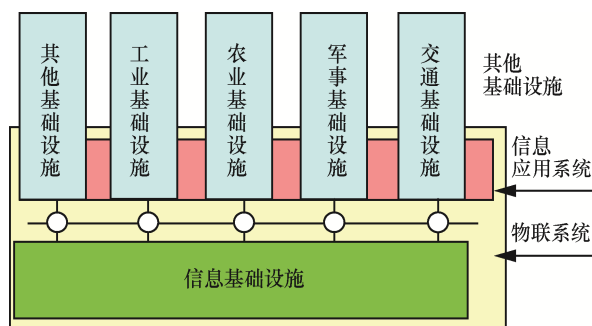 其他基础设施
工业基础设施
农业基础设施
军事基础设施
交通基础设施
其他
基础设施
信息
应用系统
物联系统
信息基础设施